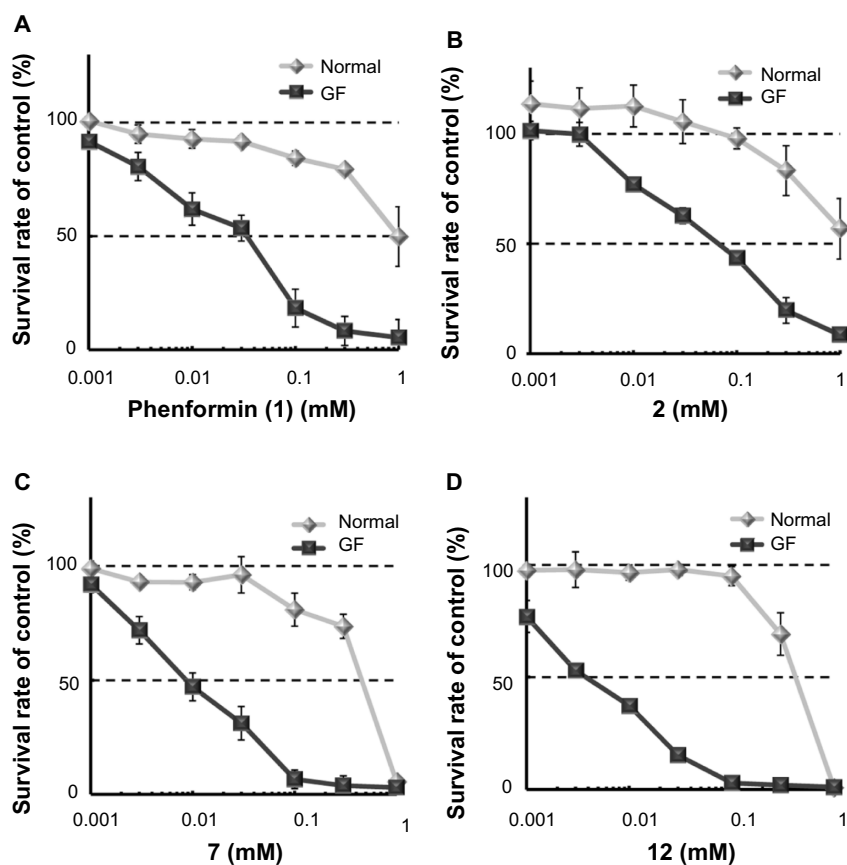 A
Survival rate of control (%)
Normal
GF
100
50
0
0.001
0.01
0.1
1
Phenformin (1) (mM)
B
Survival rate of control (%)
Normal
GF
100
50
0
0.001
0.01
0.1
1
2 (mM)
C
Survival rate of control (%)
Normal
GF
100
50
0
0.001
0.01
0.1
1
7 (mM)
D
Survival rate of control (%)
Normal
GF
100
50
0
0.001
0.01
0.1
1
12 (mM)